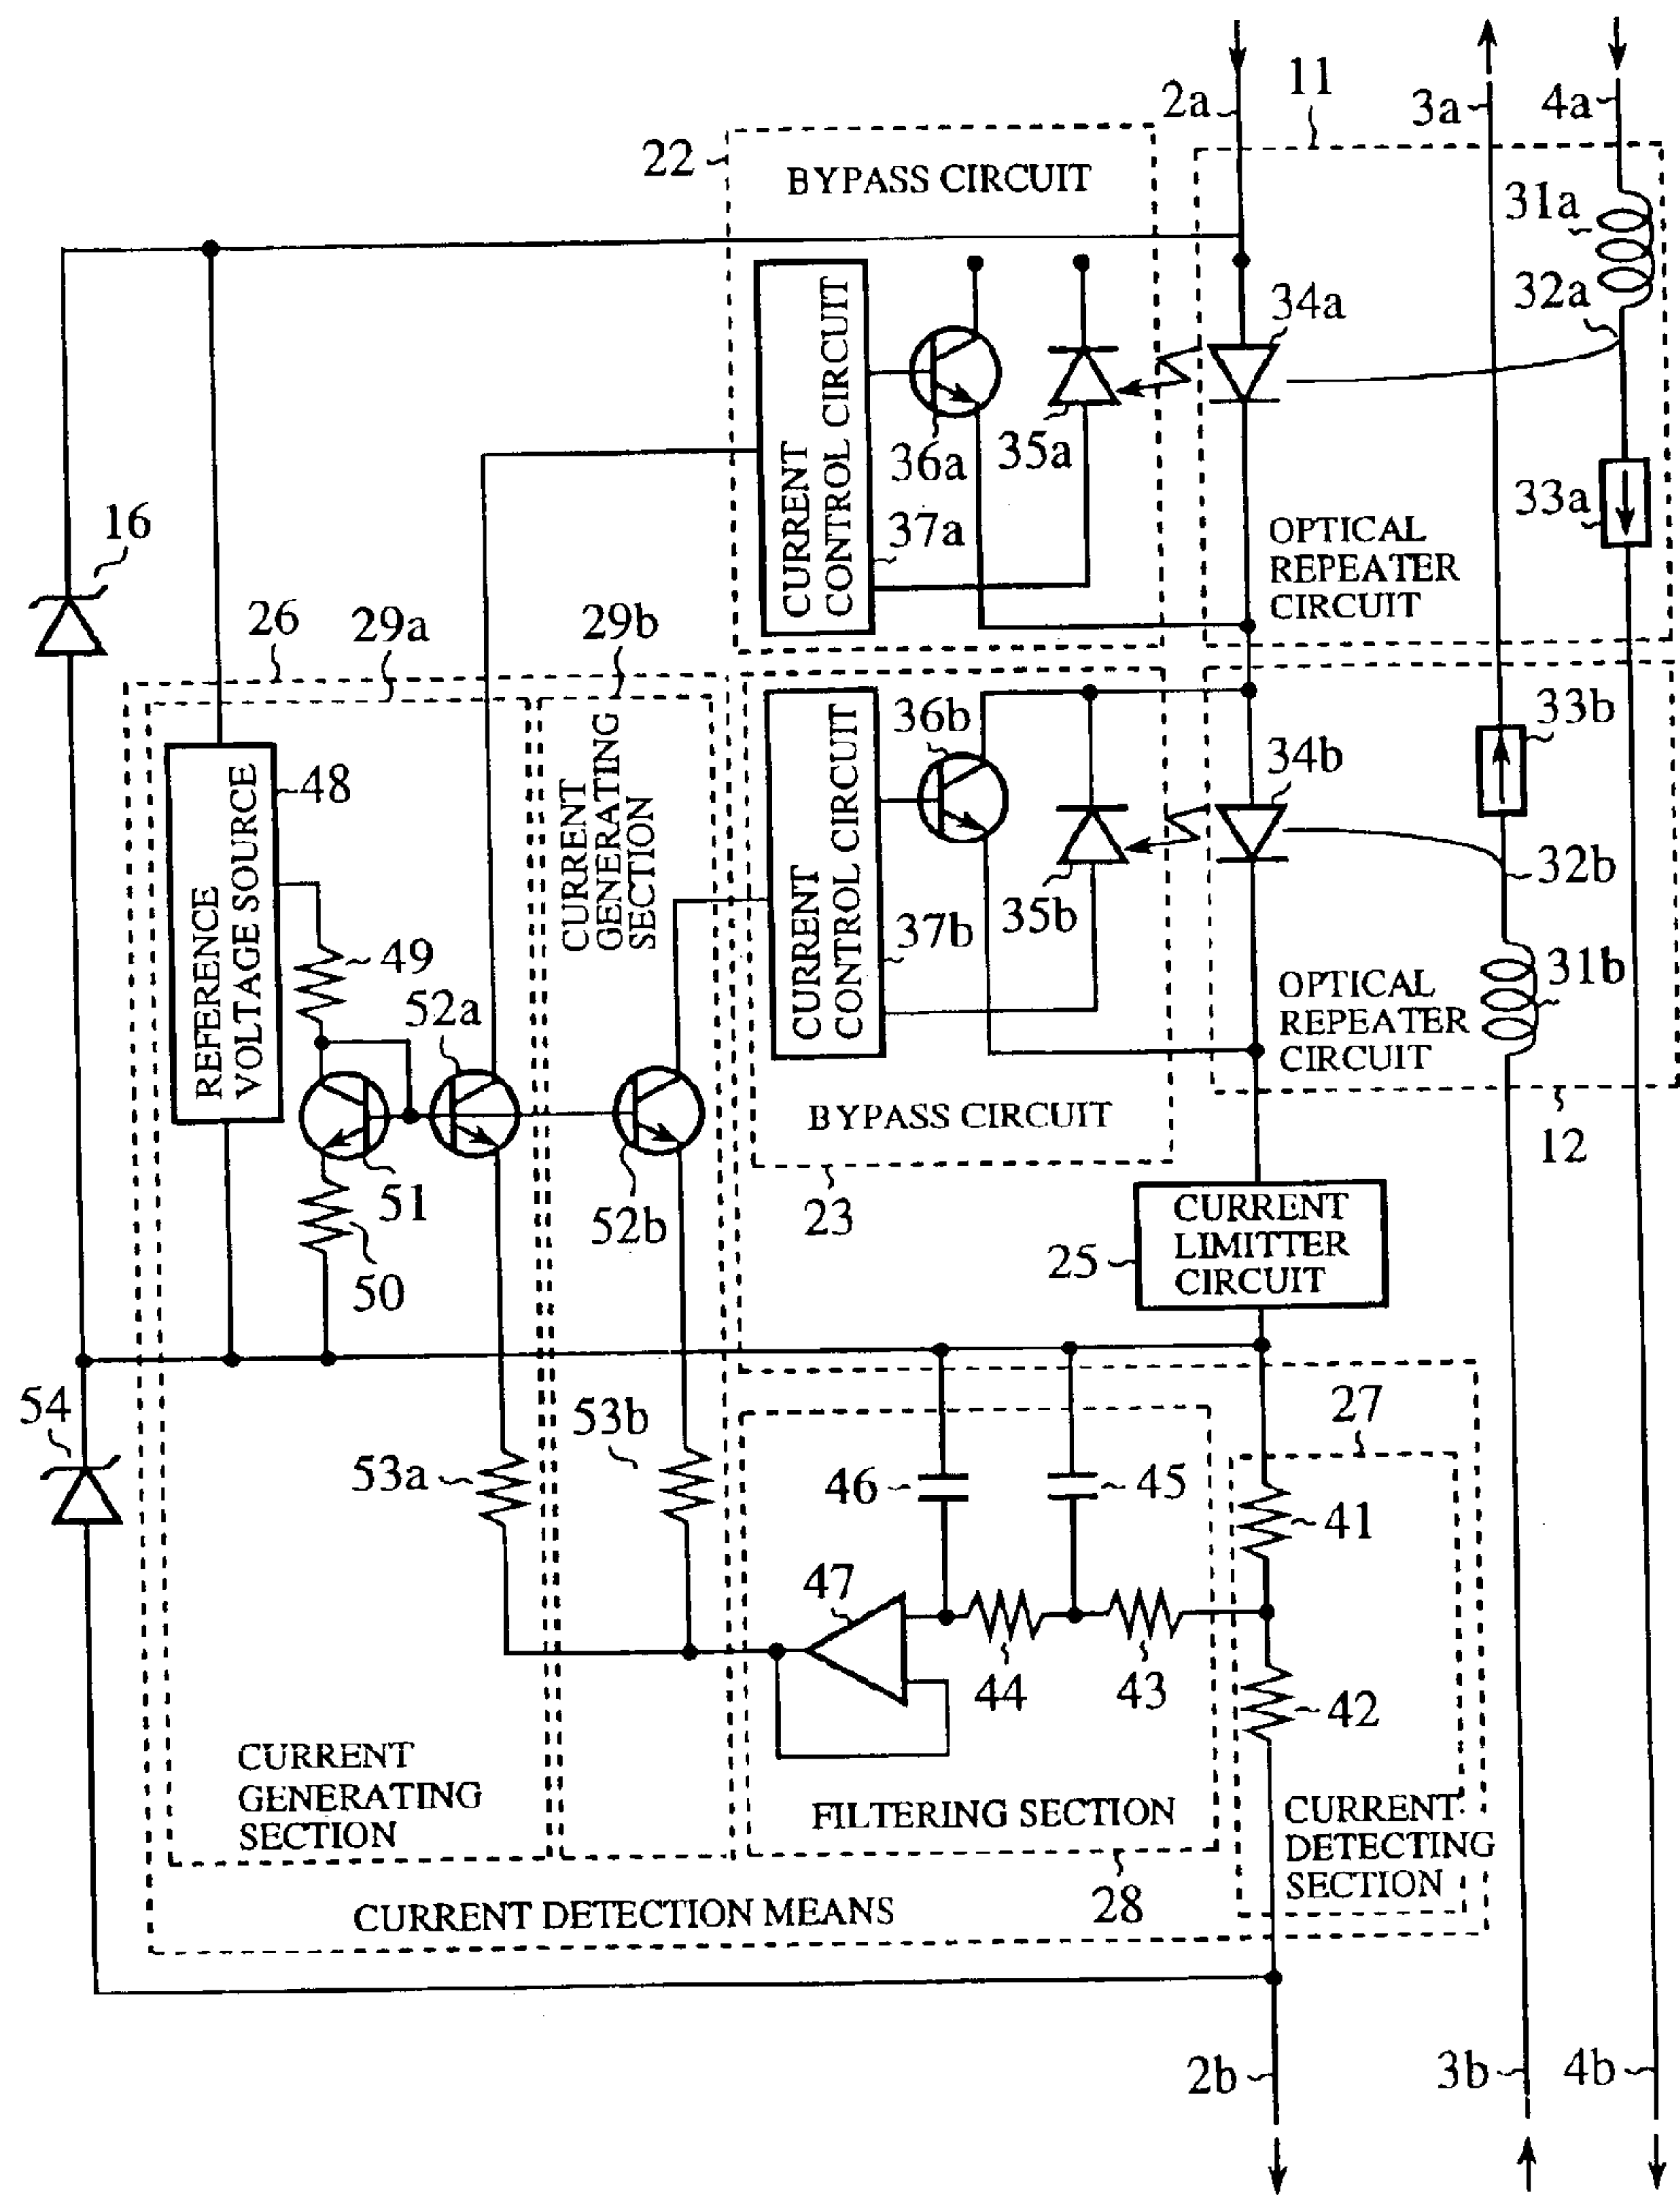 2a
11
3a
4a
22
BYPASS CIRCUIT
31a
32a
34a
CURRENT
CONTROL CIRCUIT
36a
35a
37a
33a
OPTICAL
REPEATER
CIRCUIT
16
26
29a
29b
REFERENCE
VOLTAGE SOURCE
48
CURRENT
GENERATING
SECTION
CURRENT
CONTROL CIRCUIT
36b
37b
35b
34b
33b
32b
31b
49
52a
OPTICAL
REPEATER
CIRCUIT
BYPASS CIRCUIT
12
51
50
52b
23
25
CURRENT
LIMITTER
CIRCUIT
54
53a
53b
46
45
27
41
47
44
43
42
CURRENT
GENERATING
SECTION
FILTERING SECTION
CURRENT
DETECTING
SECTION
28
CURRENT DETECTION MEANS
2b
3b
4b